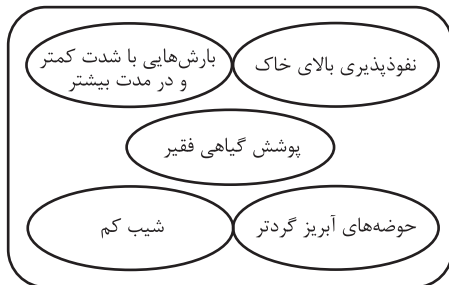 نفوذپذیری بالای خاک
بارش‌هایی با شدت کمتر
و در مدت بیشتر
پوشش گیاهی فقیر
حوضه‌های آبریز گردتر
شیب کم